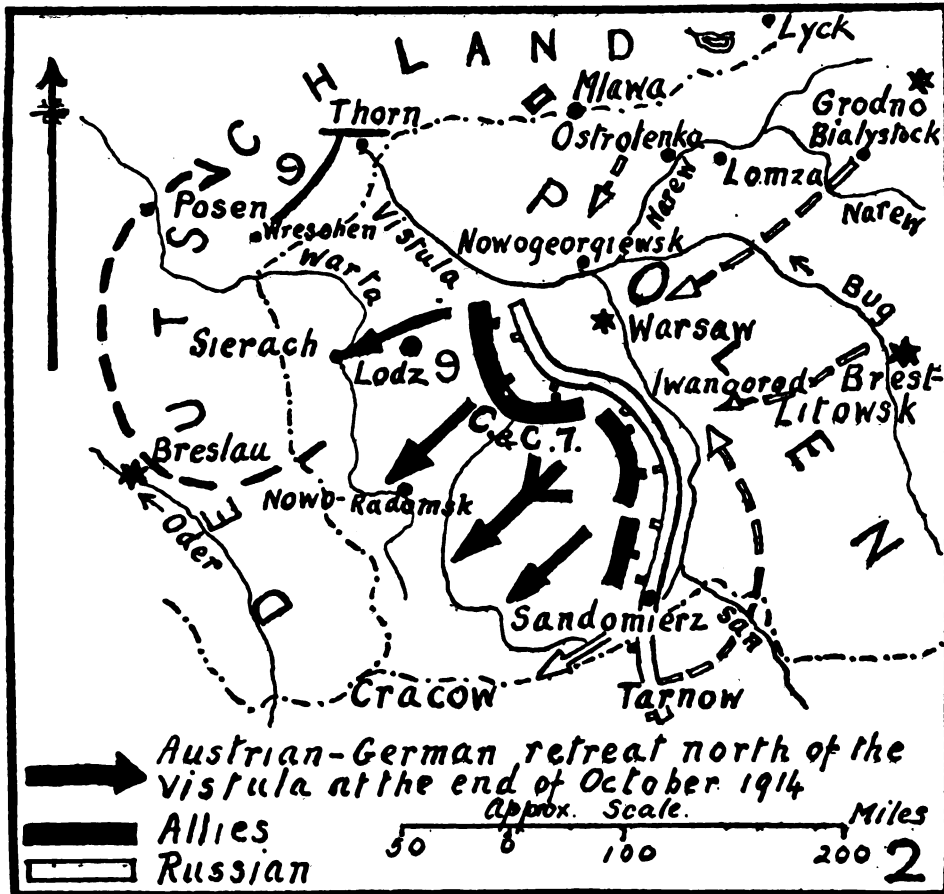 Lyck
DEUTSCHLAND
Mlawa
Thorn
Grodno
Ostrolenka
Bialystock
9
Lomza
P O L E N
Posen
Narew
Narew
Wreschen
Vistula
Nowogeorgiewsk
Warta
Bug
Warsaw
Sierach
Lodz 9
Iwangorod
Brest-
Litowsk
C. & C. 7.
Breslau
Nowo-Radomsk
Oder
Sandomierz
San
Cracow
Tarnow
Austrian-German retreat north of the
vistula at the end of October 1914
Approx. Scale.
Allies
Miles
50 0 100 200
Russian
2